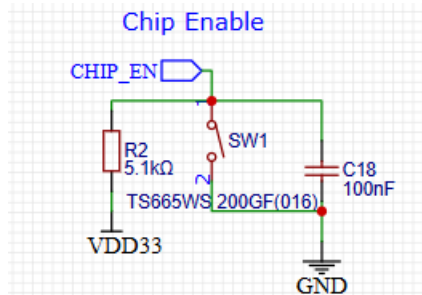 Chip Enable
CHIP_EN
1
R2
5.1kΩ
SW1
2
C18
100nF
TS665WS 200GF(016)
VDD33
GND